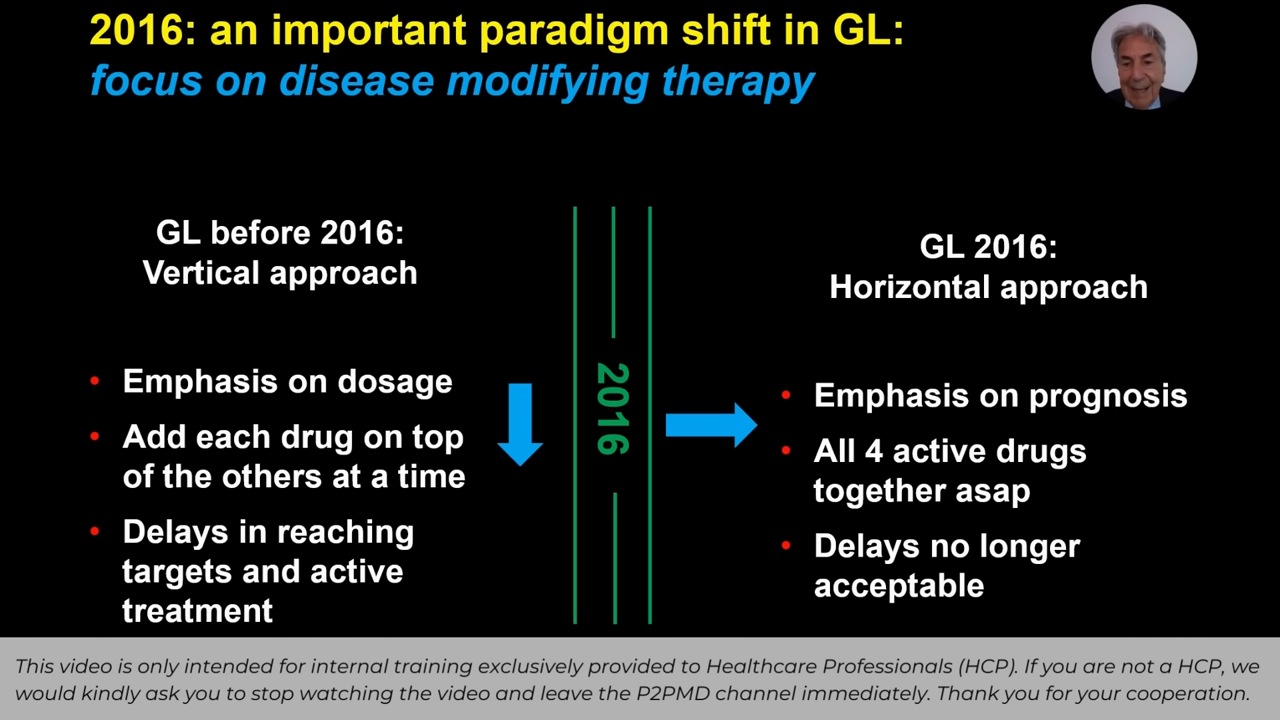 2016: an important paradigm shift in GL:
focus on disease modifying therapy
GL before 2016:
Vertical approach
• Emphasis on dosage
• Add each drug on top
of the others at a time
• Delays in reaching
targets and active
treatment
2016
GL 2016:
Horizontal approach
• Emphasis on prognosis
• All 4 active drugs
together asap
• Delays no longer
acceptable
This video is only intended for internal training exclusively provided to Healthcare Professionals (HCP). If you are not a HCP, we
would kindly ask you to stop watching the video and leave the P2PMD channel immediately. Thank you for your cooperation.